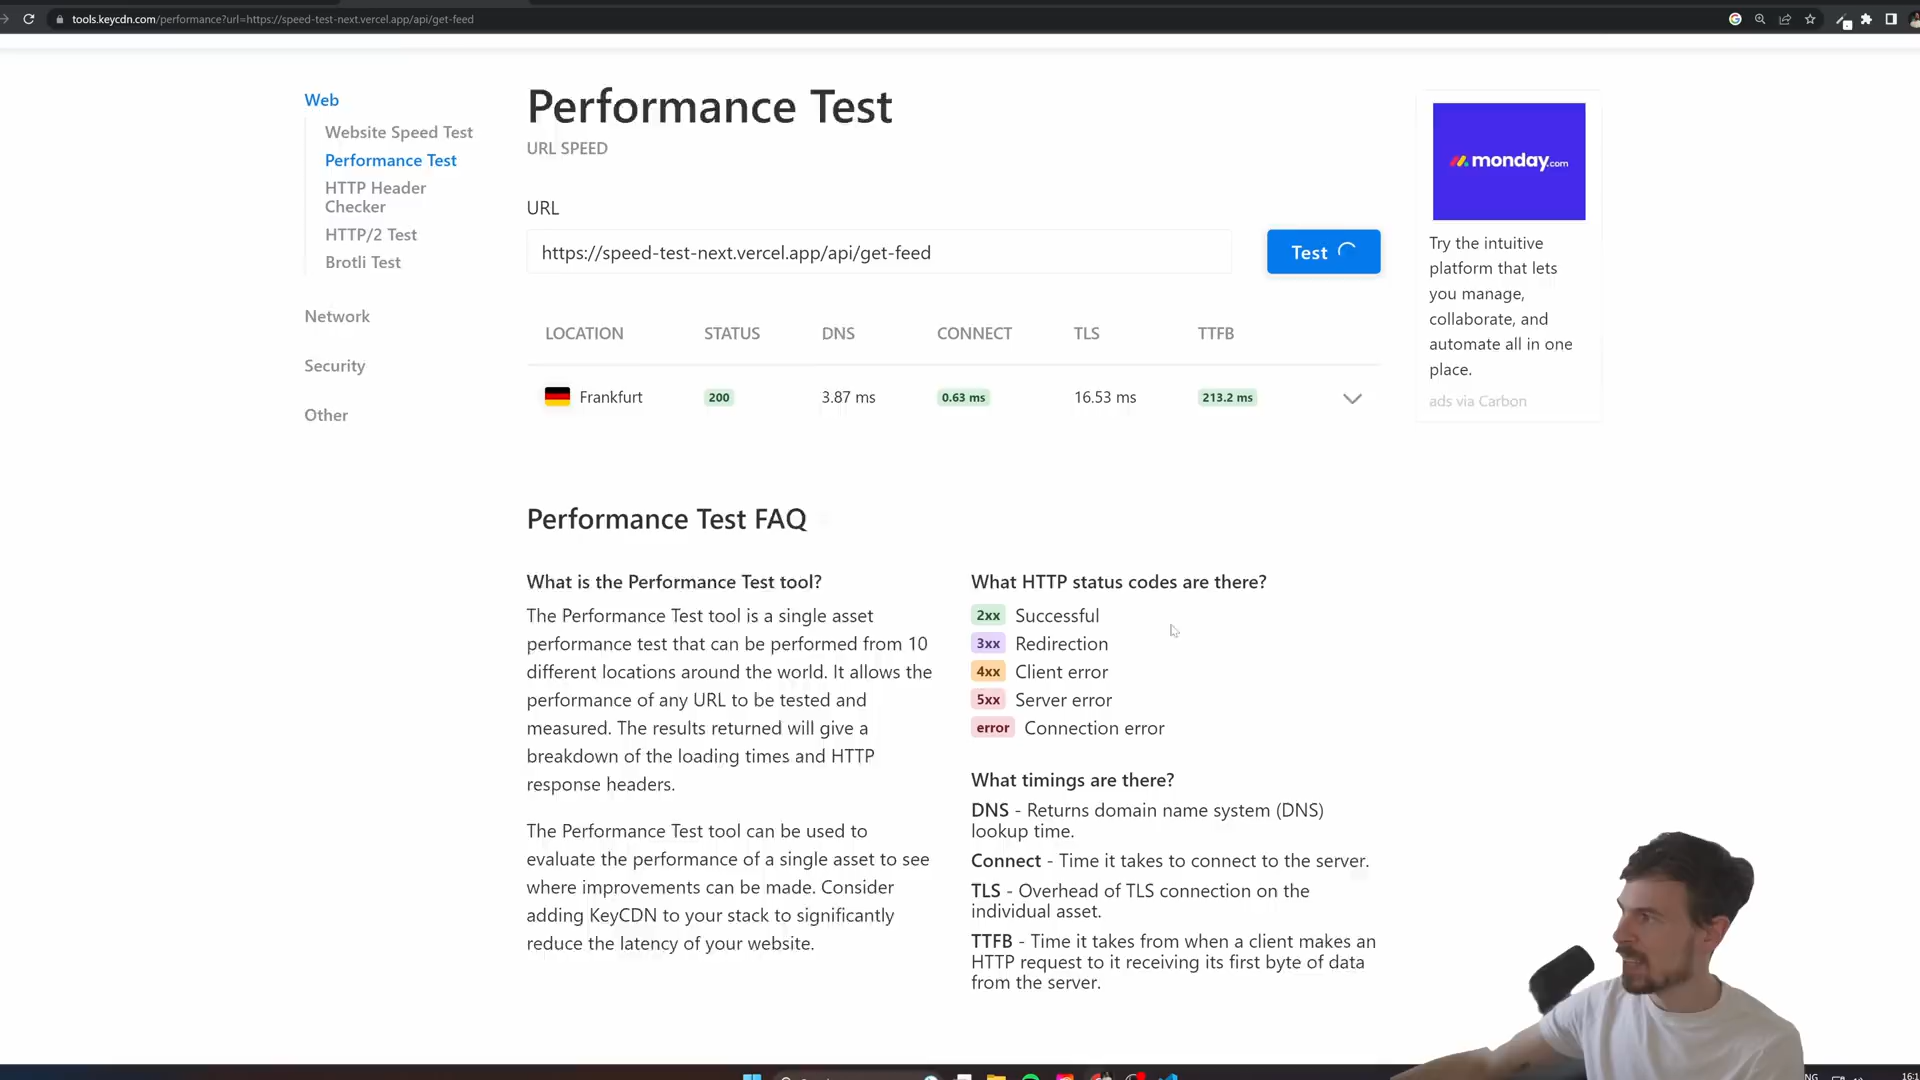 tools.keycdn.com/performance?url=https://speed-test-next.vercel.app/api/get-feed
Web
Website Speed Test
Performance Test
HTTP Header
Checker
HTTP/2 Test
Brotli Test
Network
Security
Other
Performance Test
URL SPEED
URL
https://speed-test-next.vercel.app/api/get-feed
Test
LOCATION STATUS DNS CONNECT TLS TTFB
Frankfurt 200 3.87 ms 0.63 ms 16.53 ms 213.2 ms
monday.com
Try the intuitive
platform that lets
you manage,
collaborate, and
automate all in one
place.
ads via Carbon
Performance Test FAQ
What is the Performance Test tool?
The Performance Test tool is a single asset
performance test that can be performed from 10
different locations around the world. It allows the
performance of any URL to be tested and
measured. The results returned will give a
breakdown of the loading times and HTTP
response headers.
The Performance Test tool can be used to
evaluate the performance of a single asset to see
where improvements can be made. Consider
adding KeyCDN to your stack to significantly
reduce the latency of your website.
What HTTP status codes are there?
2xx Successful
3xx Redirection
4xx Client error
5xx Server error
error Connection error
What timings are there?
DNS - Returns domain name system (DNS)
lookup time.
Connect - Time it takes to connect to the server.
TLS - Overhead of TLS connection on the
individual asset.
TTFB - Time it takes from when a client makes an
HTTP request to it receiving its first byte of data
from the server.